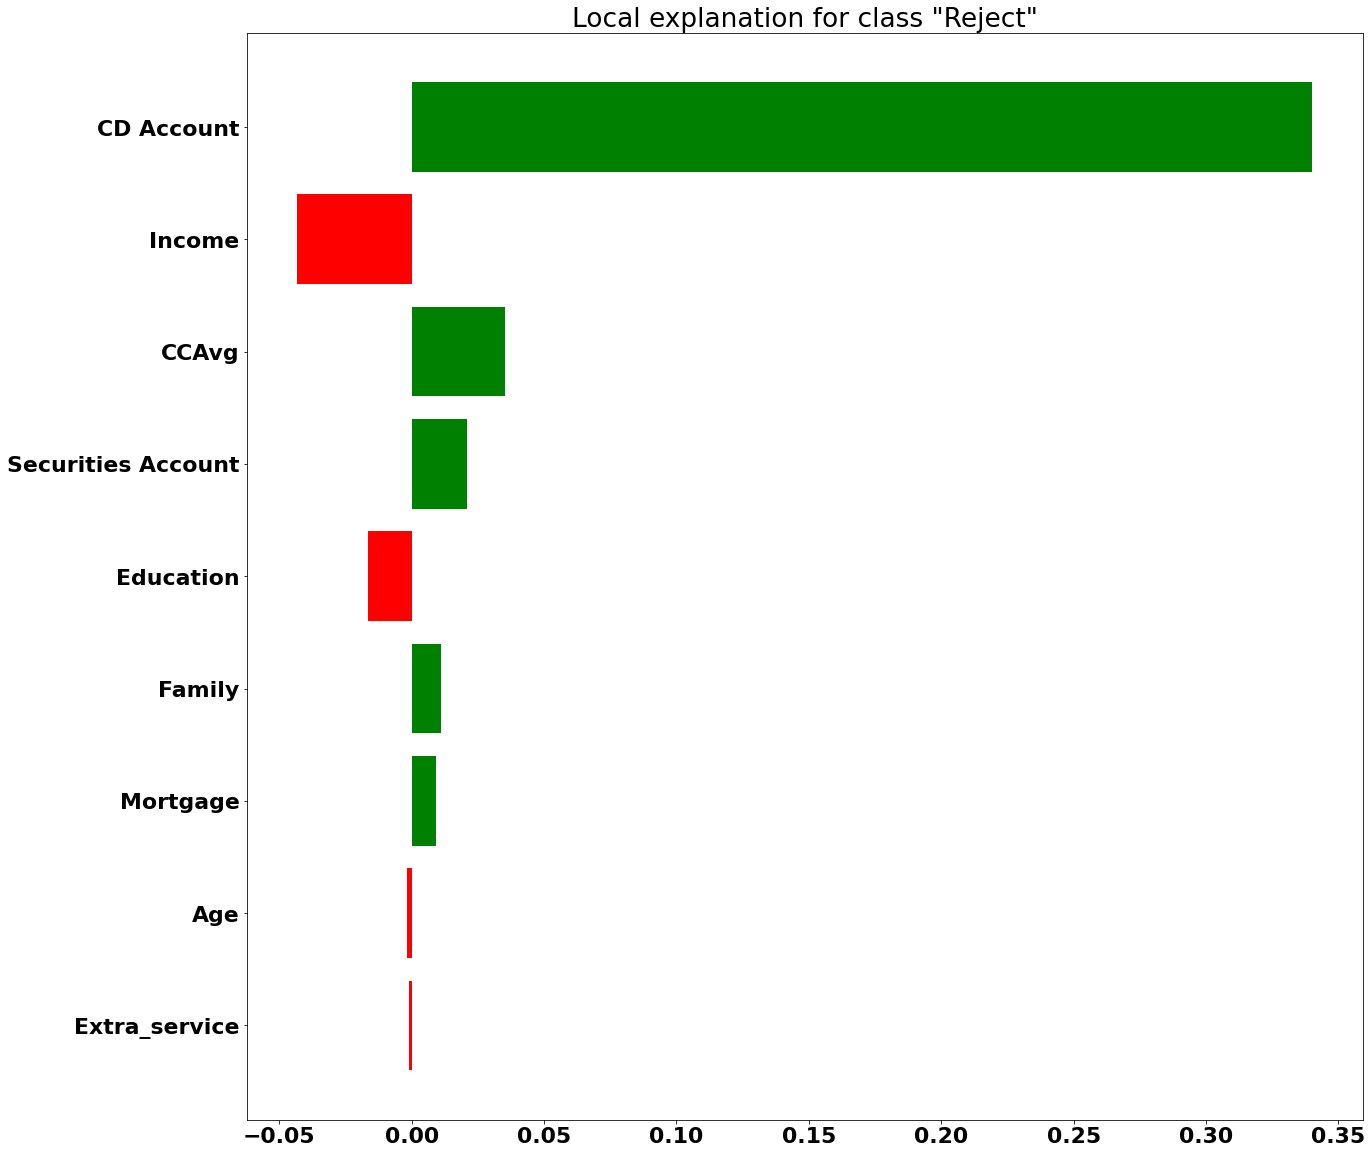 Local explanation for class "Reject"
CD Account
Income
CCAvg
Securities Account
Education
Family
Mortgage
Age
Extra_service
−0.05 0.00 0.05 0.10 0.15 0.20 0.25 0.30 0.35